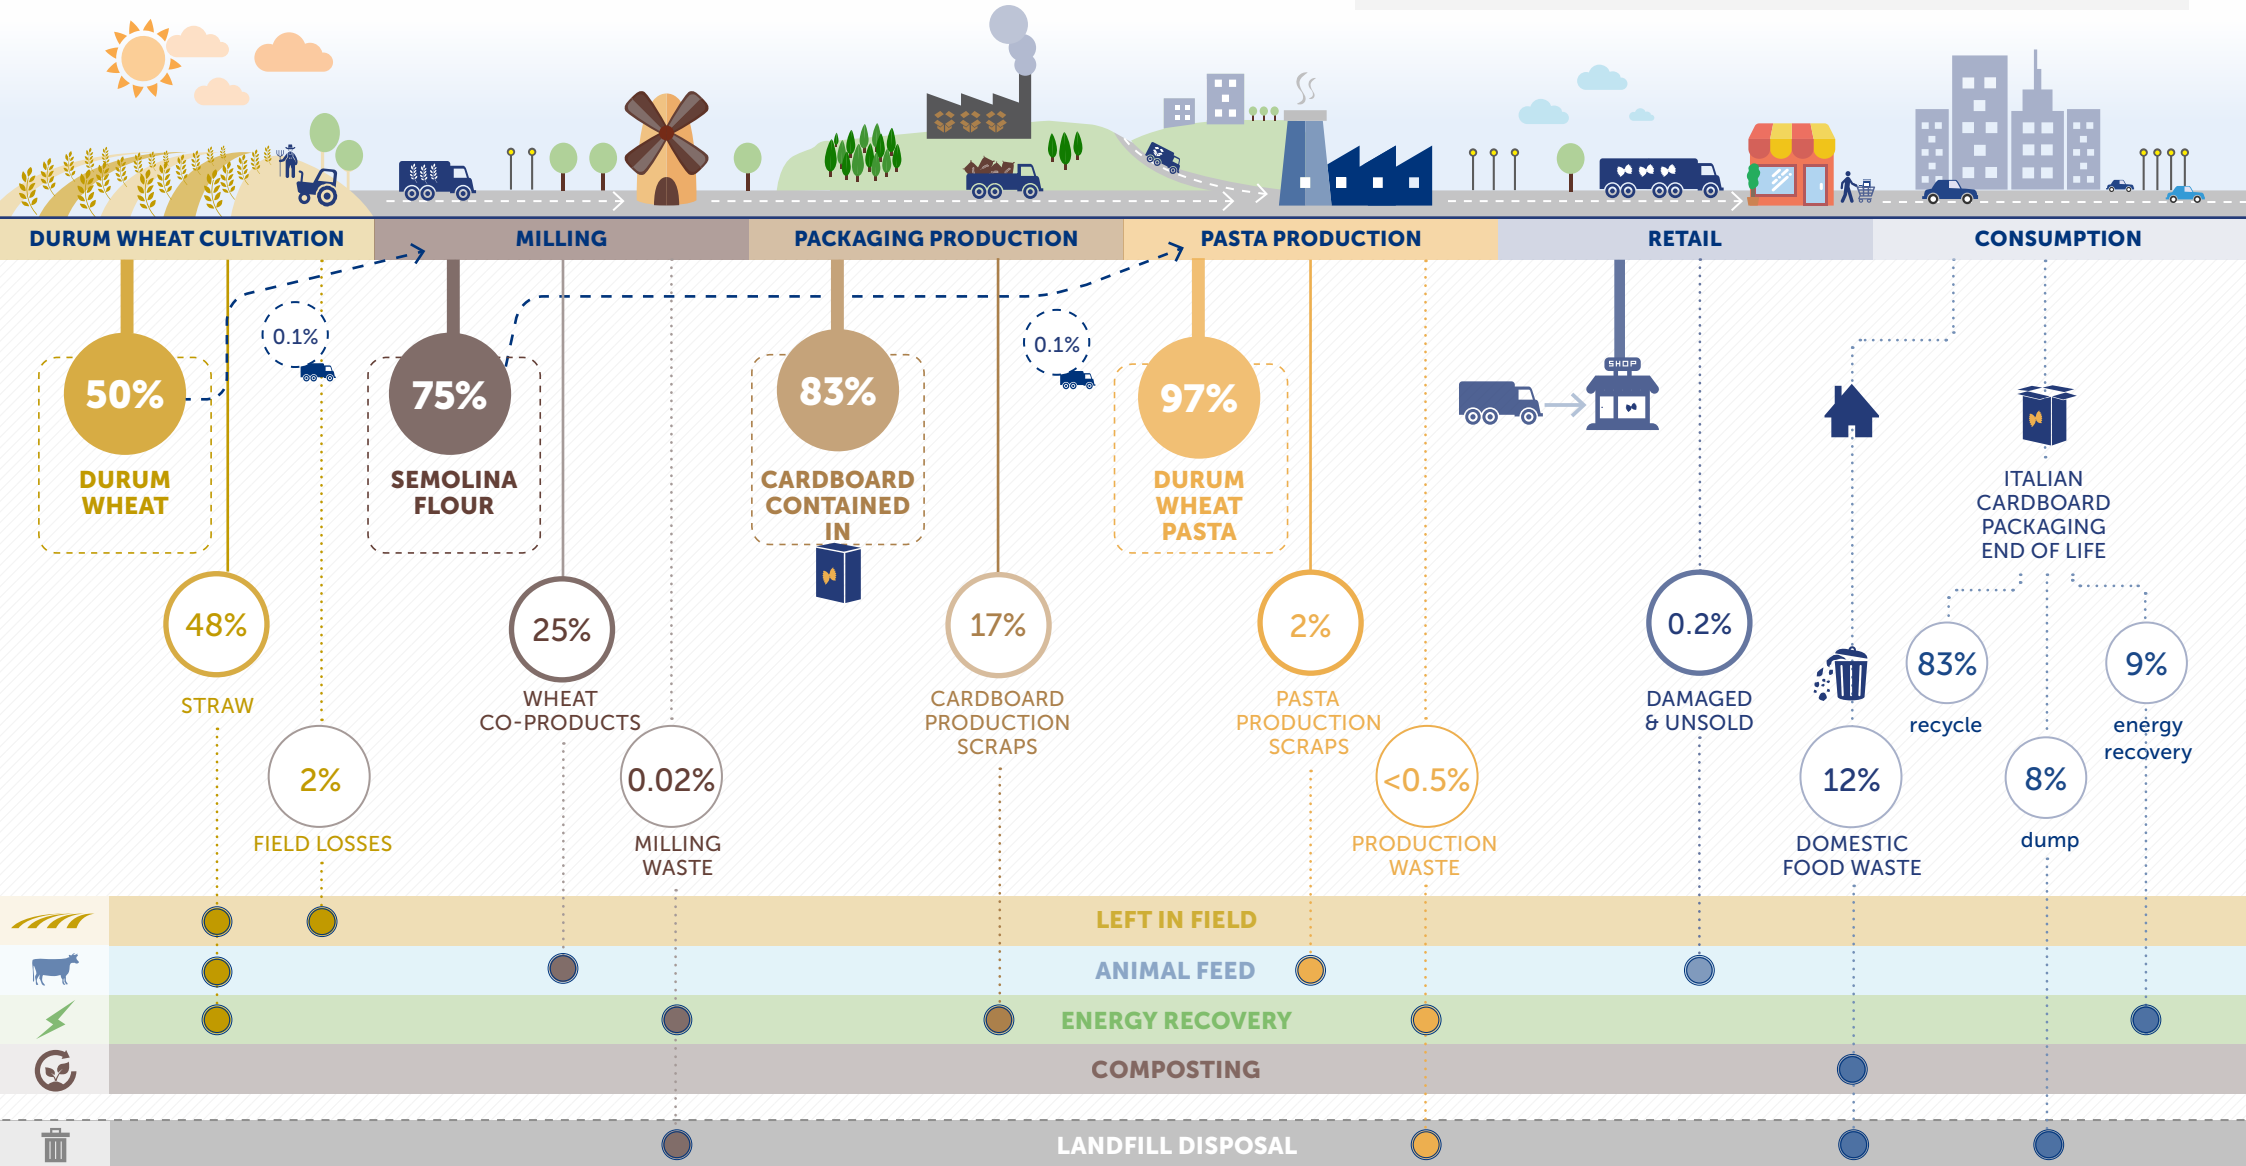 DURUM WHEAT CULTIVATION
MILLING
PACKAGING PRODUCTION
PASTA PRODUCTION
RETAIL
CONSUMPTION
0.1%
0.1%
50%
DURUM
WHEAT
75%
SEMOLINA
FLOUR
83%
CARDBOARD
CONTAINED
IN
97%
DURUM
WHEAT
PASTA
SHOP
ITALIAN
CARDBOARD
PACKAGING
END OF LIFE
48%
STRAW
2%
FIELD LOSSES
25%
WHEAT
CO-PRODUCTS
0.02%
MILLING
WASTE
17%
CARDBOARD
PRODUCTION
SCRAPS
2%
PASTA
PRODUCTION
SCRAPS
<0.5%
PRODUCTION
WASTE
0.2%
DAMAGED
& UNSOLD
12%
DOMESTIC
FOOD WASTE
83%
recycle
8%
dump
9%
energy
recovery
LEFT IN FIELD
ANIMAL FEED
ENERGY RECOVERY
COMPOSTING
LANDFILL DISPOSAL